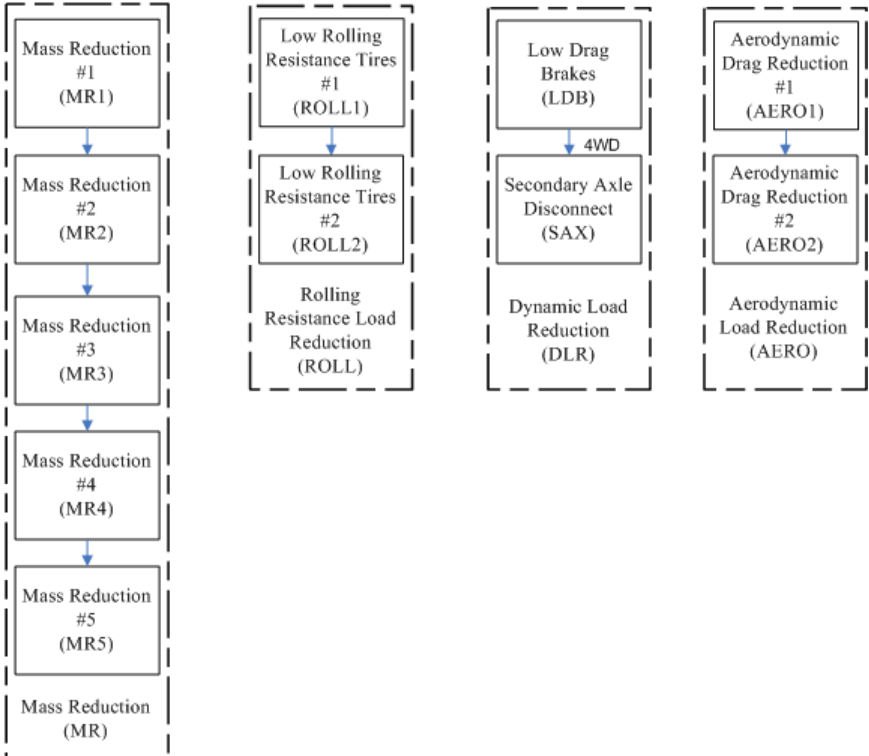 Mass Reduction
#1
(MR1)
Mass Reduction
#2
(MR2)
Mass Reduction
#3
(MR3)
Mass Reduction
#4
(MR4)
Mass Reduction
#5
(MR5)
Mass Reduction
(MR)
Low Rolling
Resistance Tires
#1
(ROLL1)
Low Rolling
Resistance Tires
#2
(ROLL2)
Rolling
Resistance Load
Reduction
(ROLL)
Low Drag
Brakes
(LDB)
4WD
Secondary Axle
Disconnect
(SAX)
Dynamic Load
Reduction
(DLR)
Aerodynamic
Drag Reduction
#1
(AERO1)
Aerodynamic
Drag Reduction
#2
(AERO2)
Aerodynamic
Load Reduction
(AERO)